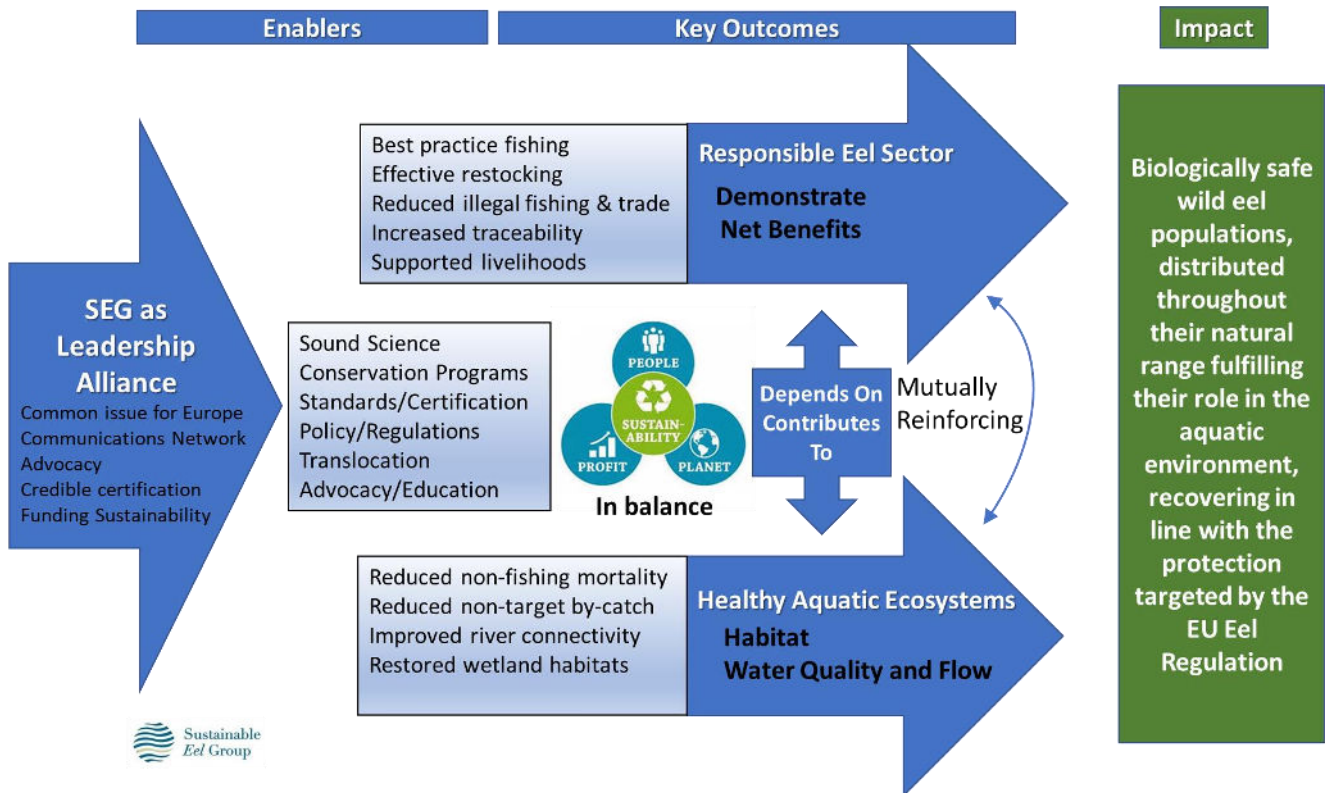 Enablers
Key Outcomes
Impact
SEG as
Leadership
Alliance
Common issue for Europe
Communications Network
Advocacy
Credible certification
Funding Sustainability
Best practice fishing
Effective restocking
Reduced illegal fishing & trade
Increased traceability
Supported livelihoods
Responsible Eel Sector
Demonstrate
Net Benefits
Sound Science
Conservation Programs
Standards/Certification
Policy/Regulations
Translocation
Advocacy/Education
PEOPLE
SUSTAIN-
ABILITY
PROFIT
PLANET
In balance
Depends On
Contributes
To
Mutually
Reinforcing
Reduced non-fishing mortality
Reduced non-target by-catch
Improved river connectivity
Restored wetland habitats
Healthy Aquatic Ecosystems
Habitat
Water Quality and Flow
Biologically safe
wild eel
populations,
distributed
throughout
their natural
range fulfilling
their role in the
aquatic
environment,
recovering in
line with the
protection
targeted by the
EU Eel
Regulation
Sustainable
Eel Group